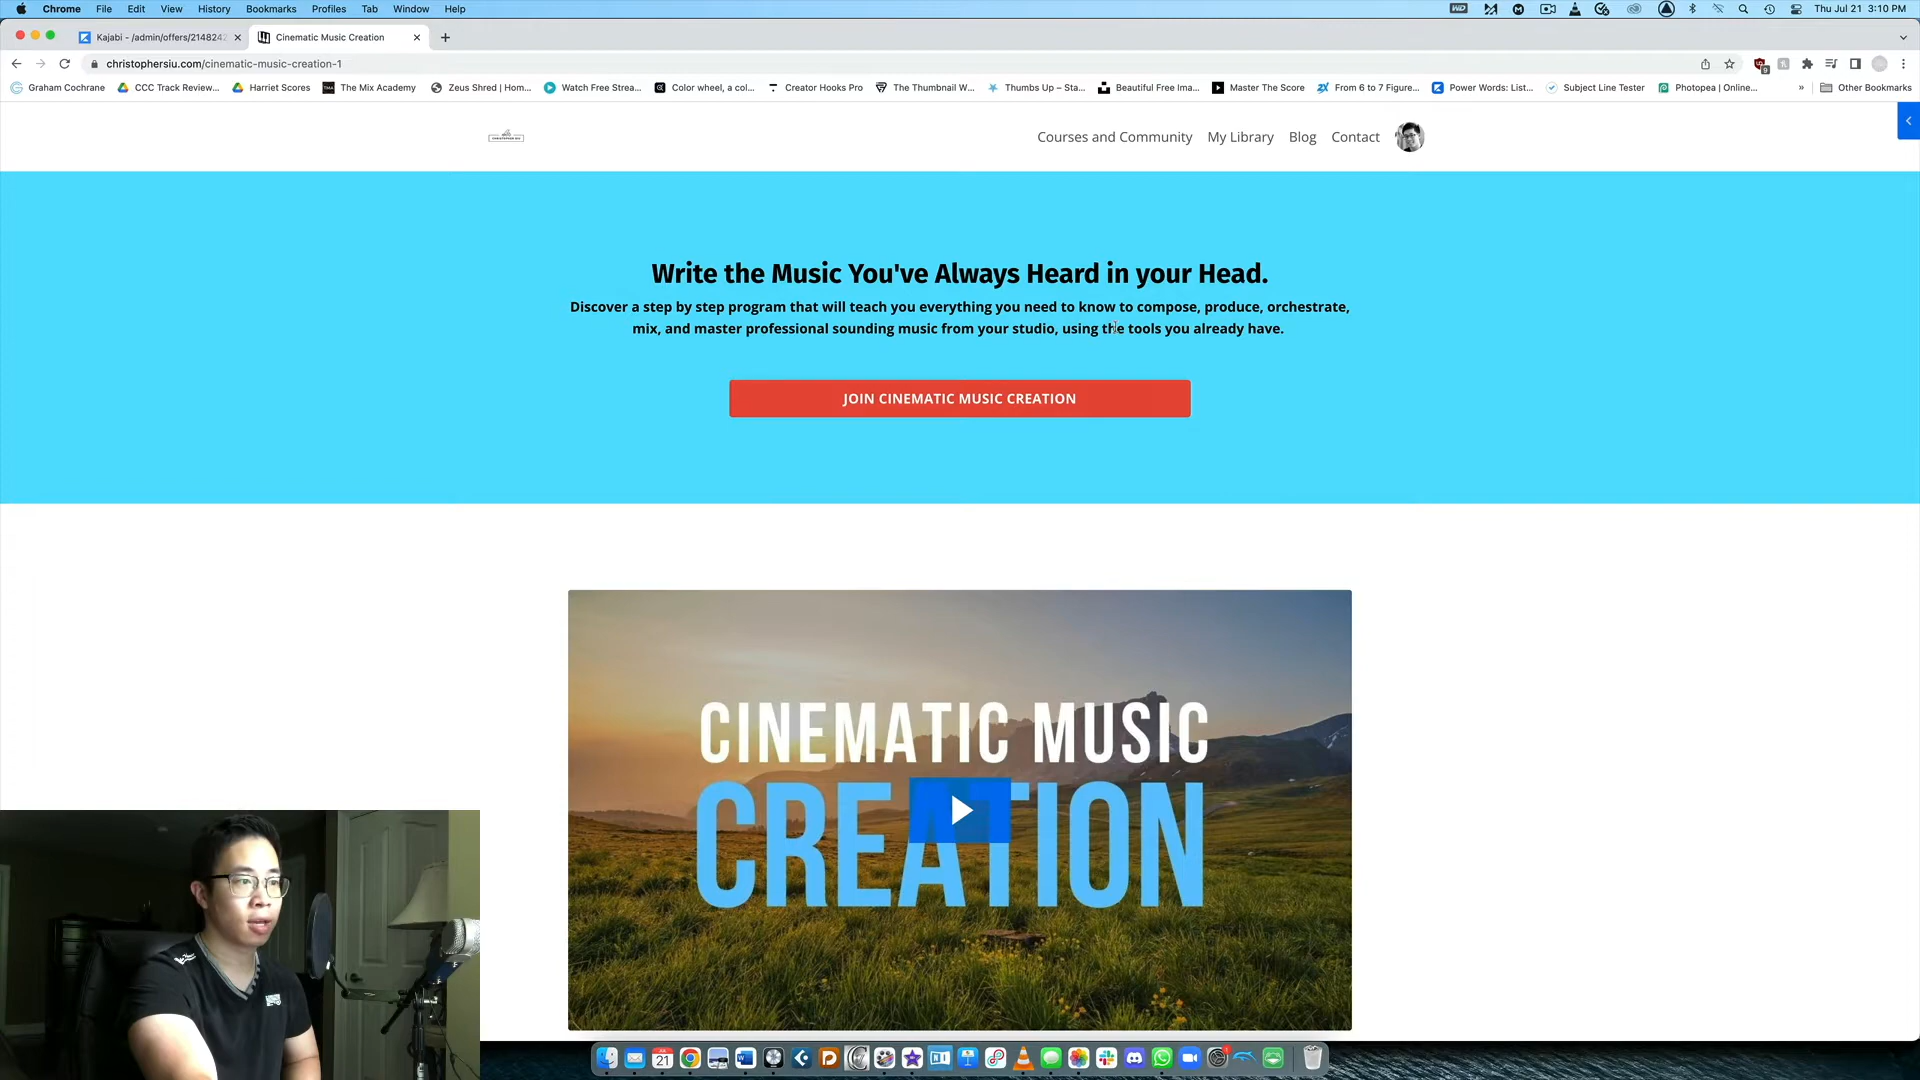 Chrome File Edit View History Bookmarks Profiles Tab Window Help
Thu Jul 21 3:10 PM
Kajabi - /admin/offers/214824
Cinematic Music Creation
christophersiu.com/cinematic-music-creation-1
Graham Cochrane
CCC Track Review...
Harriet Scores
The Mix Academy
Zeus Shred | Hom...
Watch Free Strea...
Color wheel, a col...
Creator Hooks Pro
The Thumbnail W...
Thumbs Up – Sta...
Beautiful Free Ima...
Master The Score
From 6 to 7 Figure...
Power Words: List...
Subject Line Tester
Photopea | Online...
» Other Bookmarks
CHRISTOPHER SIU
Courses and Community My Library Blog Contact
Write the Music You've Always Heard in your Head.
Discover a step by step program that will teach you everything you need to know to compose, produce, orchestrate,
mix, and master professional sounding music from your studio, using the tools you already have.
JOIN CINEMATIC MUSIC CREATION
CINEMATIC MUSIC
CREATION
21